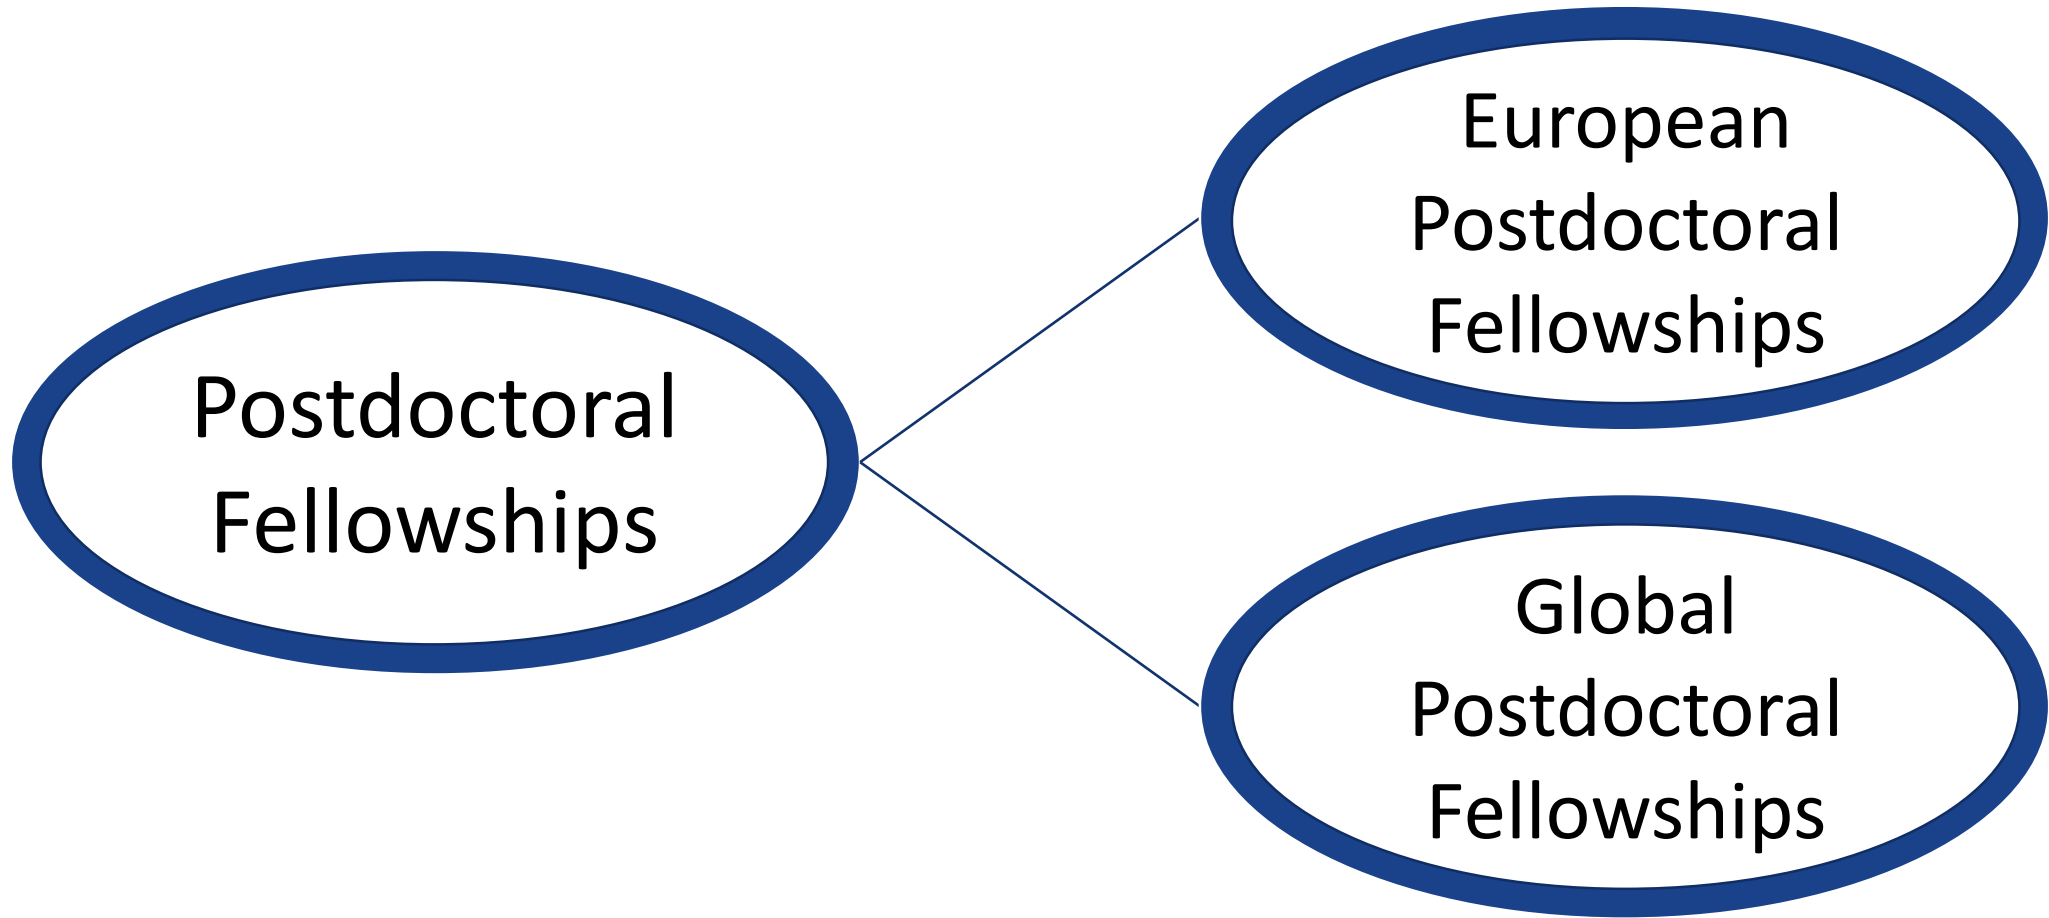 Postdoctoral
Fellowships
European
Postdoctoral
Fellowships
Global
Postdoctoral
Fellowships